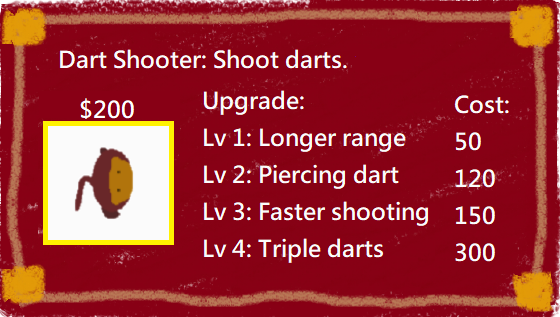 Dart Shooter: Shoot darts.
$200
Upgrade: Cost:
Lv 1: Longer range 50
Lv 2: Piercing dart 120
Lv 3: Faster shooting 150
Lv 4: Triple darts 300